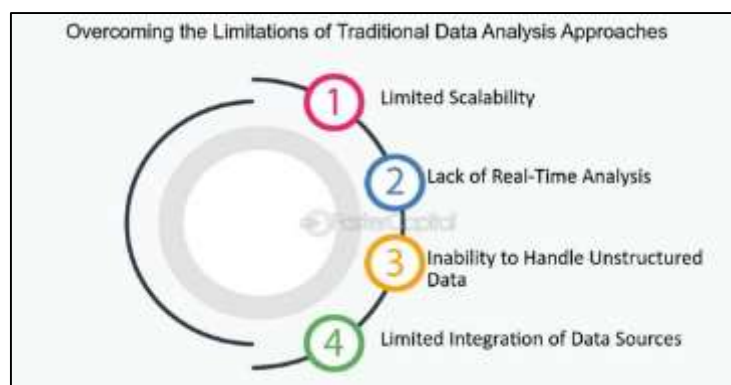 Overcoming the Limitations of Traditional Data Analysis Approaches
1
Limited Scalability
2
Lack of Real-Time Analysis
3
Inability to Handle Unstructured
Data
4
Limited Integration of Data Sources